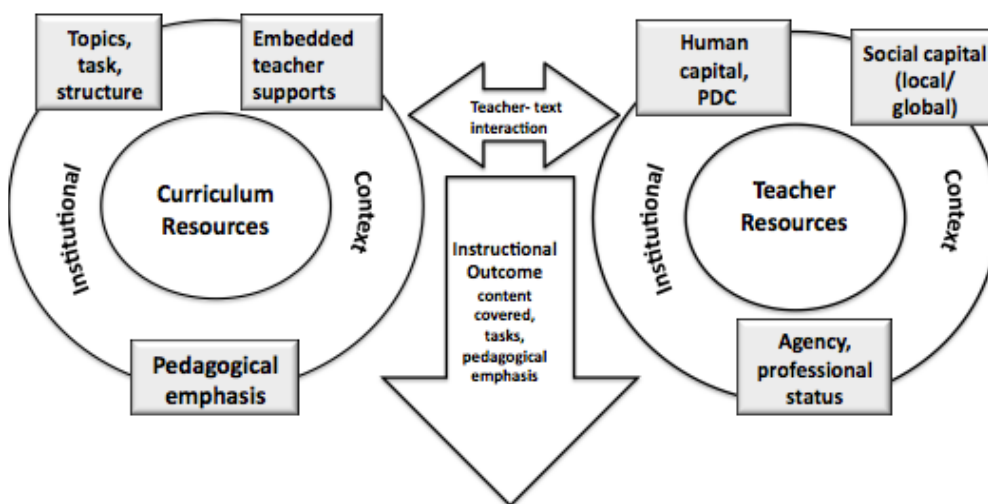 Topics,
task,
structure
Embedded
teacher
supports
Institutional
Context
Curriculum
Resources
Pedagogical
emphasis
Teacher- text
interaction
Instructional
Outcome
content
covered,
tasks,
pedagogical
emphasis
Human
capital,
PDC
Social capital
(local/
global)
Institutional
Context
Teacher
Resources
Agency,
professional
status